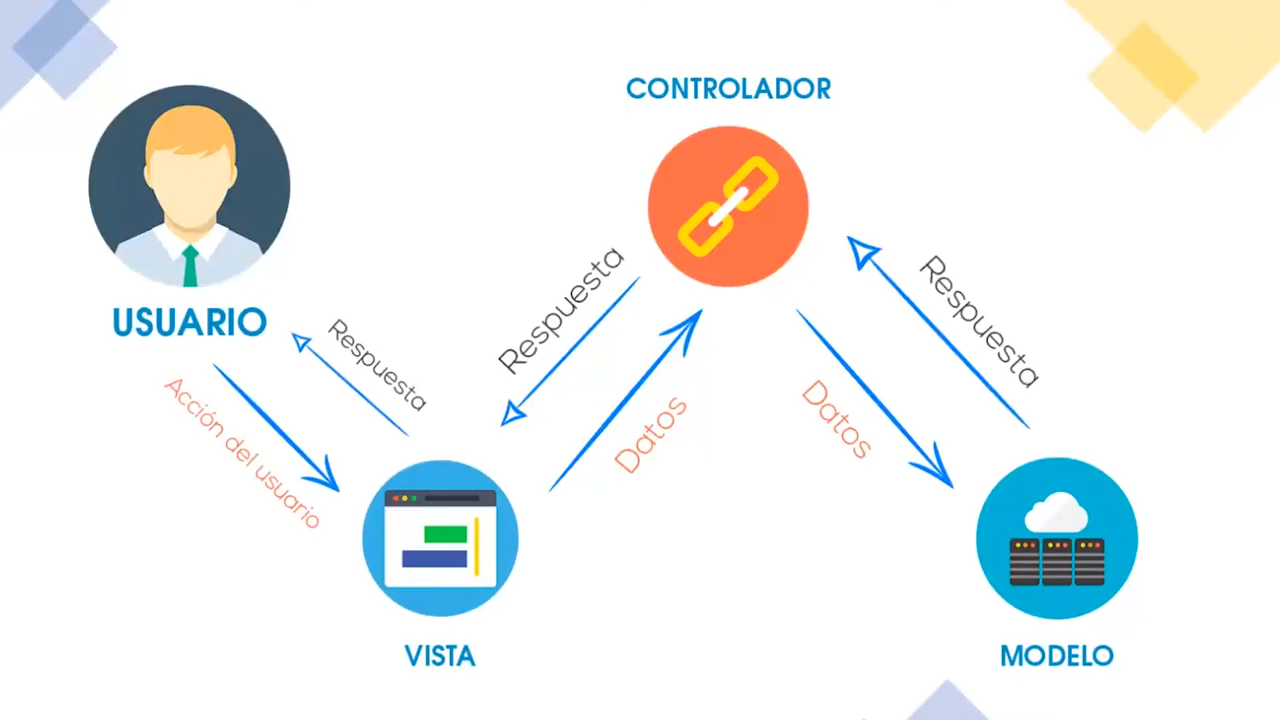 CONTROLADOR
USUARIO
Respuesta
Acción del usuario
Respuesta
Datos
Datos
Respuesta
VISTA
MODELO